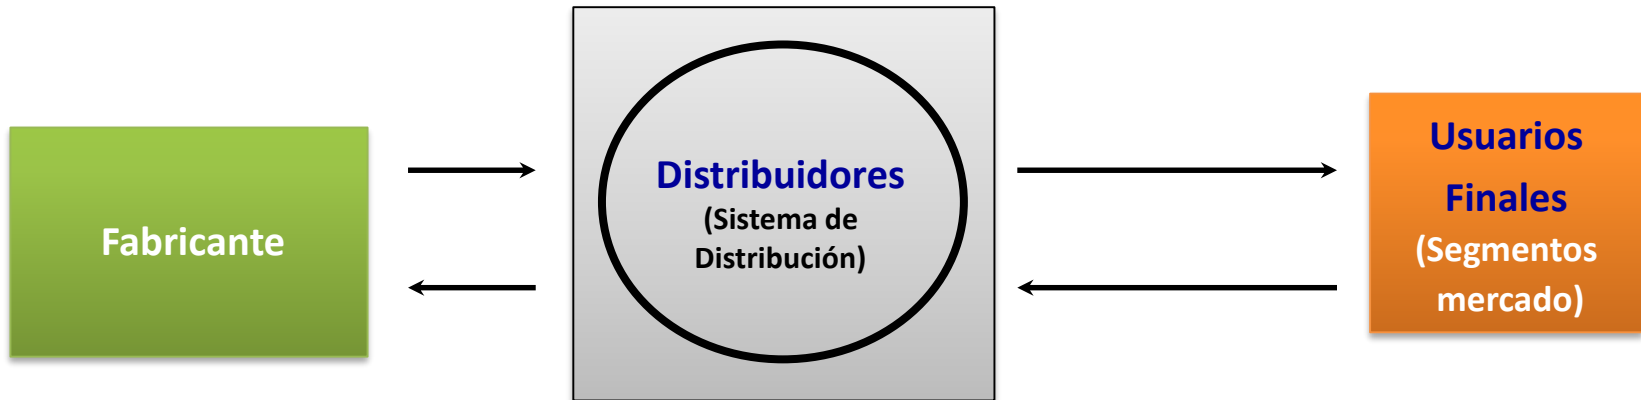 Fabricante
Distribuidores
(Sistema de
Distribución)
Usuarios
Finales
(Segmentos
mercado)